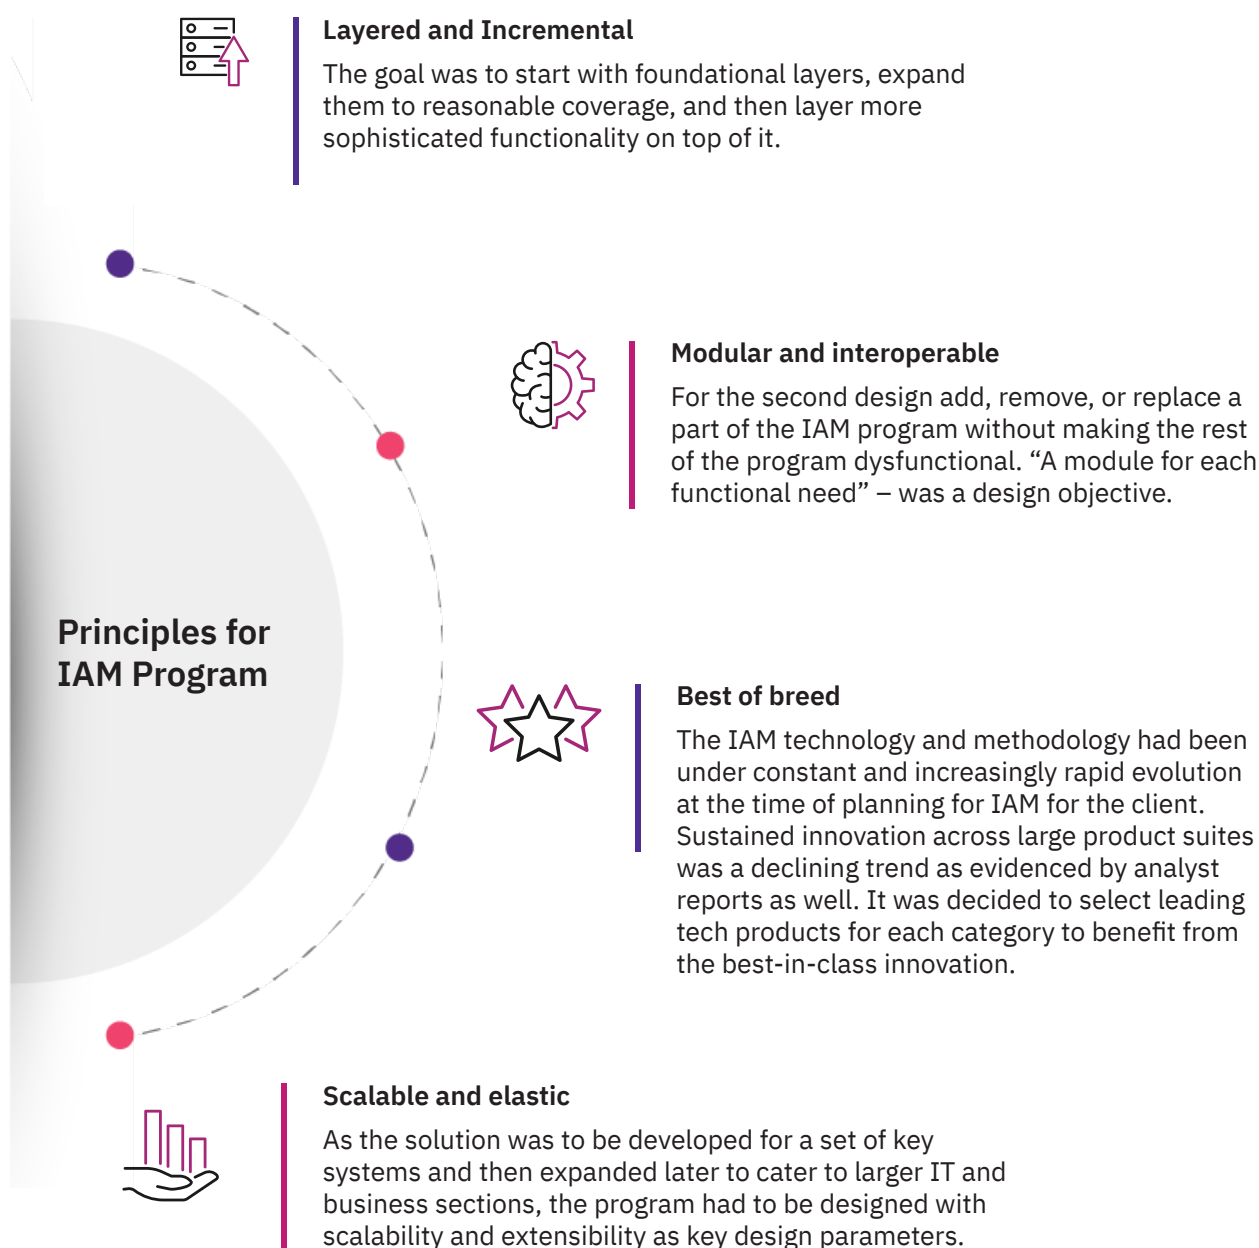 Layered and Incremental
The goal was to start with foundational layers, expand
them to reasonable coverage, and then layer more
sophisticated functionality on top of it.
Modular and interoperable
For the second design add, remove, or replace a
part of the IAM program without making the rest
of the program dysfunctional. “A module for each
functional need” – was a design objective.
Principles for
IAM Program
Best of breed
The IAM technology and methodology had been
under constant and increasingly rapid evolution
at the time of planning for IAM for the client.
Sustained innovation across large product suites
was a declining trend as evidenced by analyst
reports as well. It was decided to select leading
tech products for each category to benefit from
the best-in-class innovation.
Scalable and elastic
As the solution was to be developed for a set of key
systems and then expanded later to cater to larger IT and
business sections, the program had to be designed with
scalability and extensibility as key design parameters.